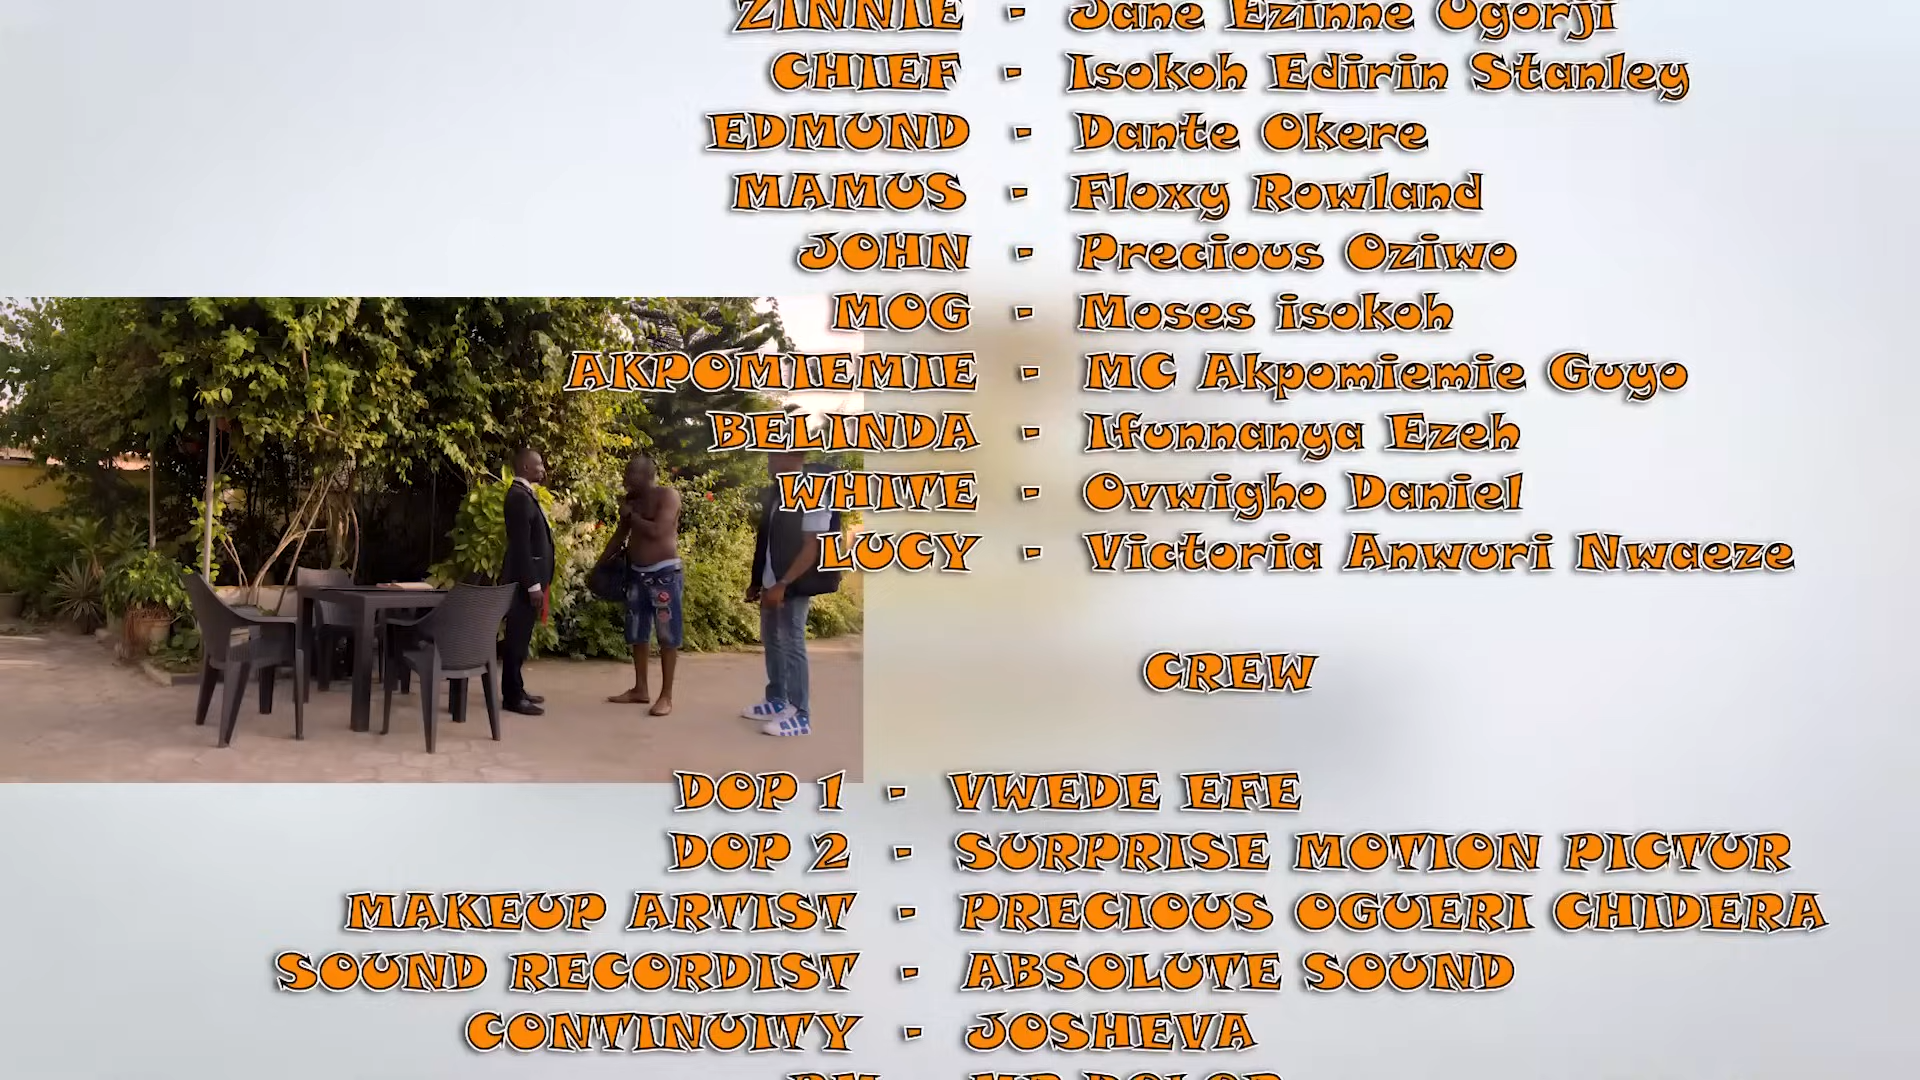 ZINNIE - Jane Ezinne Ogorji
CHIEF - Isokoh Edirin Stanley
EDMUND - Dante Okere
MAMUS - Floxy Rowland
JOHN - Precious Oziwo
MOG - Moses isokoh
AKPOMIEMIE - MC Akpomiemie Guyo
BELINDA - Ifunnanya Ezeh
WHITE - Ovwigho Daniel
LUCY - Victoria Anwuri Nwaeze
CREW
DOP 1 - VWEDE EFE
DOP 2 - SURPRISE MOTION PICTUR
MAKEUP ARTIST - PRECIOUS OGUERI CHIDERA
SOUND RECORDIST - ABSOLUTE SOUND
CONTINUITY - JOSHEVA